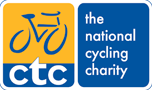 ctc
the
national
cycling
charity